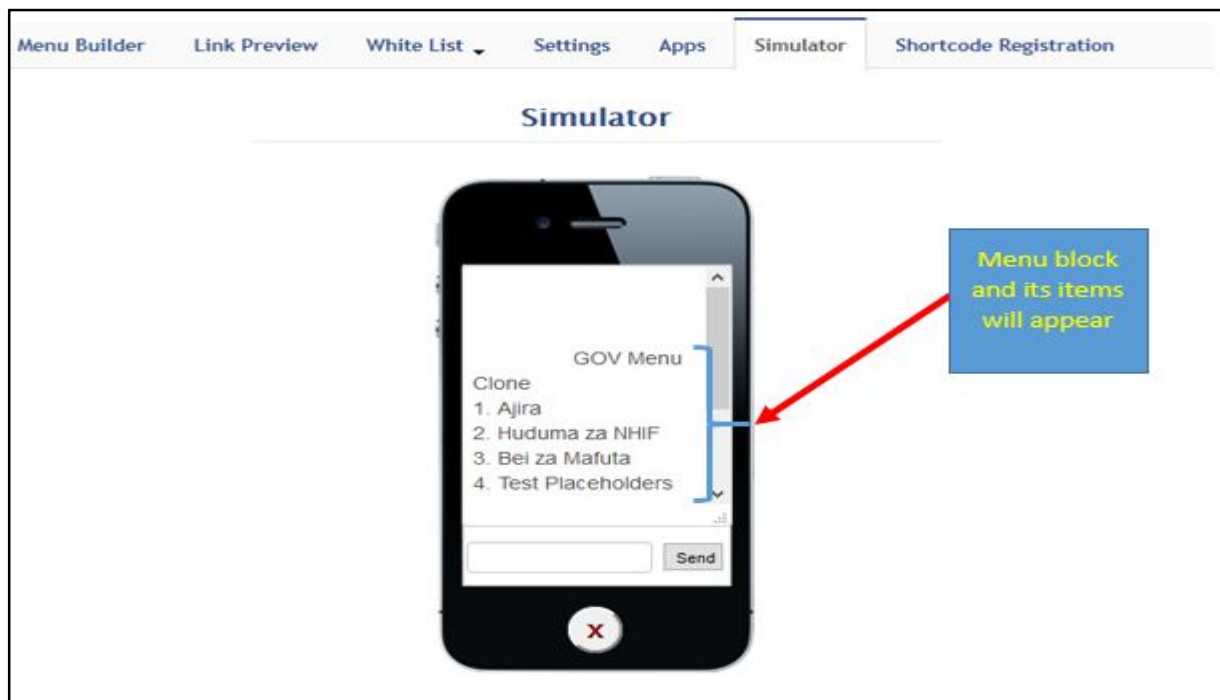 Menu Builder Link Preview White List Settings Apps Simulator Shortcode Registration
Simulator
GOV Menu
Clone
1. Ajira
2. Huduma za NHIF
3. Bei za Mafuta
4. Test Placeholders
Send
X
Menu block
and its items
will appear